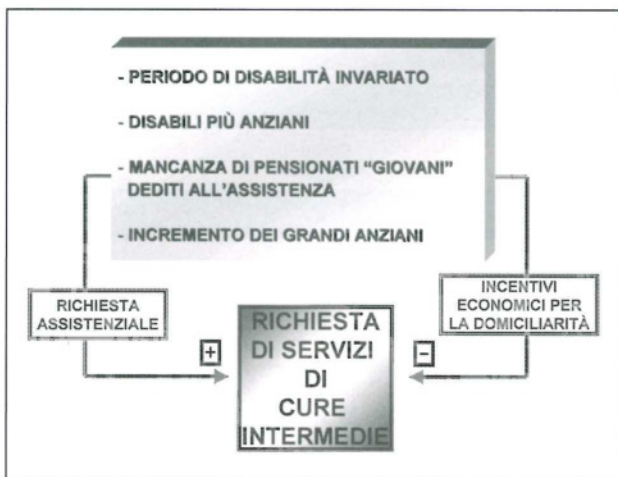 - PERIODO DI DISABILITÀ INVARIATO
- DISABILI PIÙ ANZIANI
- MANCANZA DI PENSIONATI “GIOVANI”
DEDITI ALL’ASSISTENZA
- INCREMENTO DEI GRANDI ANZIANI
RICHIESTA
ASSISTENZIALE
INCENTIVI
ECONOMICI PER
LA DOMICILIARITÀ
+
RICHIESTA
DI SERVIZI
DI
CURE
INTERMEDIE
−